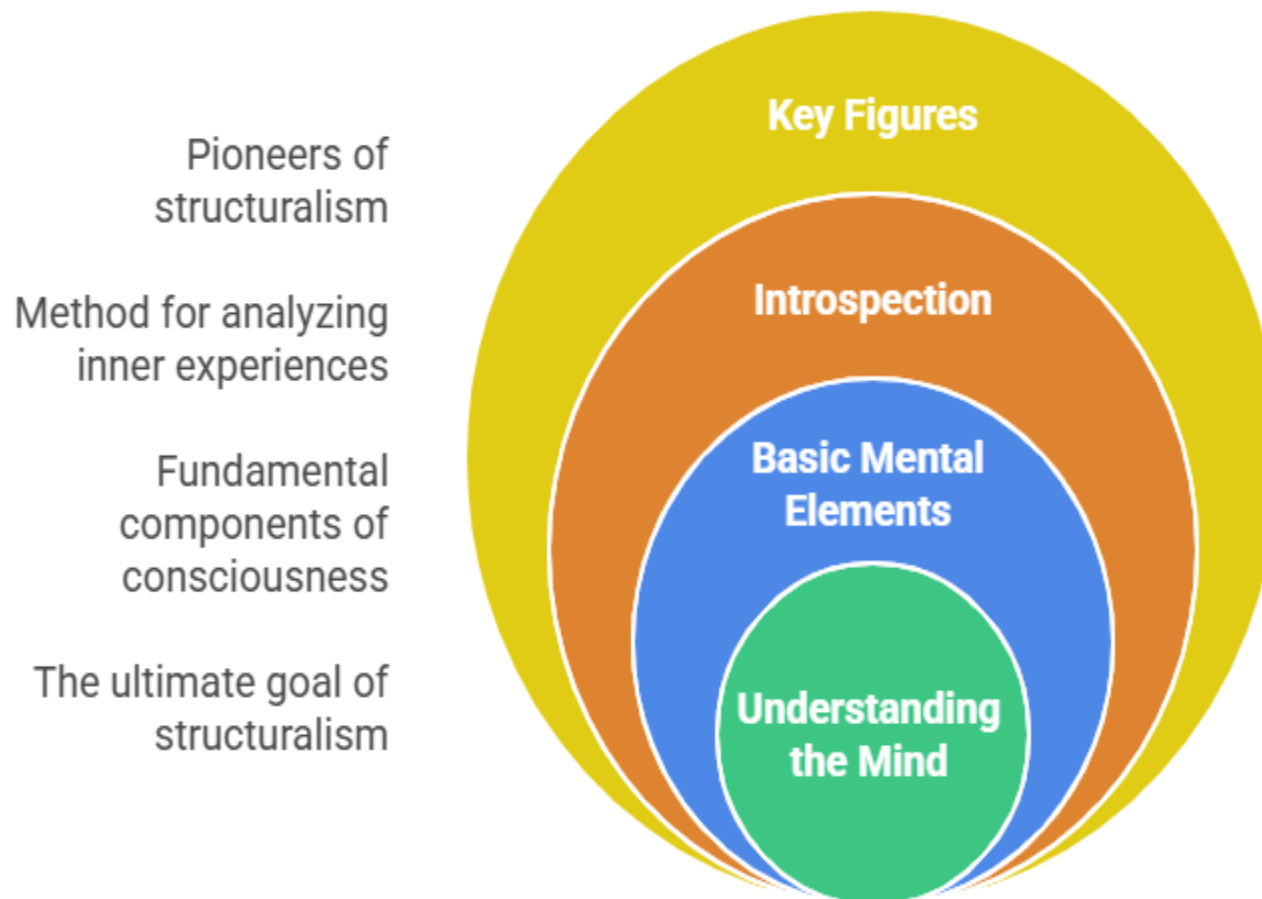 Pioneers of
structuralism
Key Figures
Method for analyzing
inner experiences
Introspection
Fundamental
components of
consciousness
Basic Mental
Elements
The ultimate goal of
structuralism
Understanding
the Mind